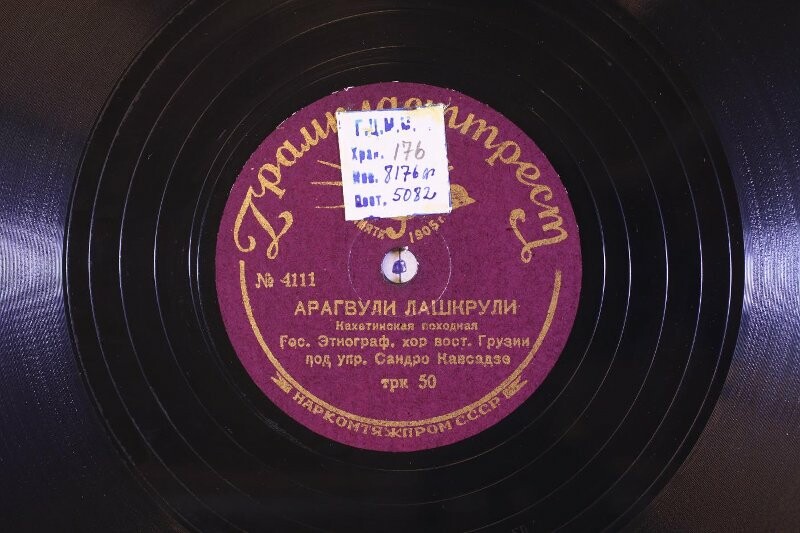 Грампласттрест
Г.Ц.М.М.
Хран. 176
Инв. 8176
Пост. 5082
1905 г.
№ 4111
АРАГВУЛИ ЛАШКРУЛИ
Кахетинская походная
Гос. Этнограф. хор вост. Грузии
под упр. Сандро Кавсадзе
трк 50
НАРКОМТЯЖПРОМ СССР